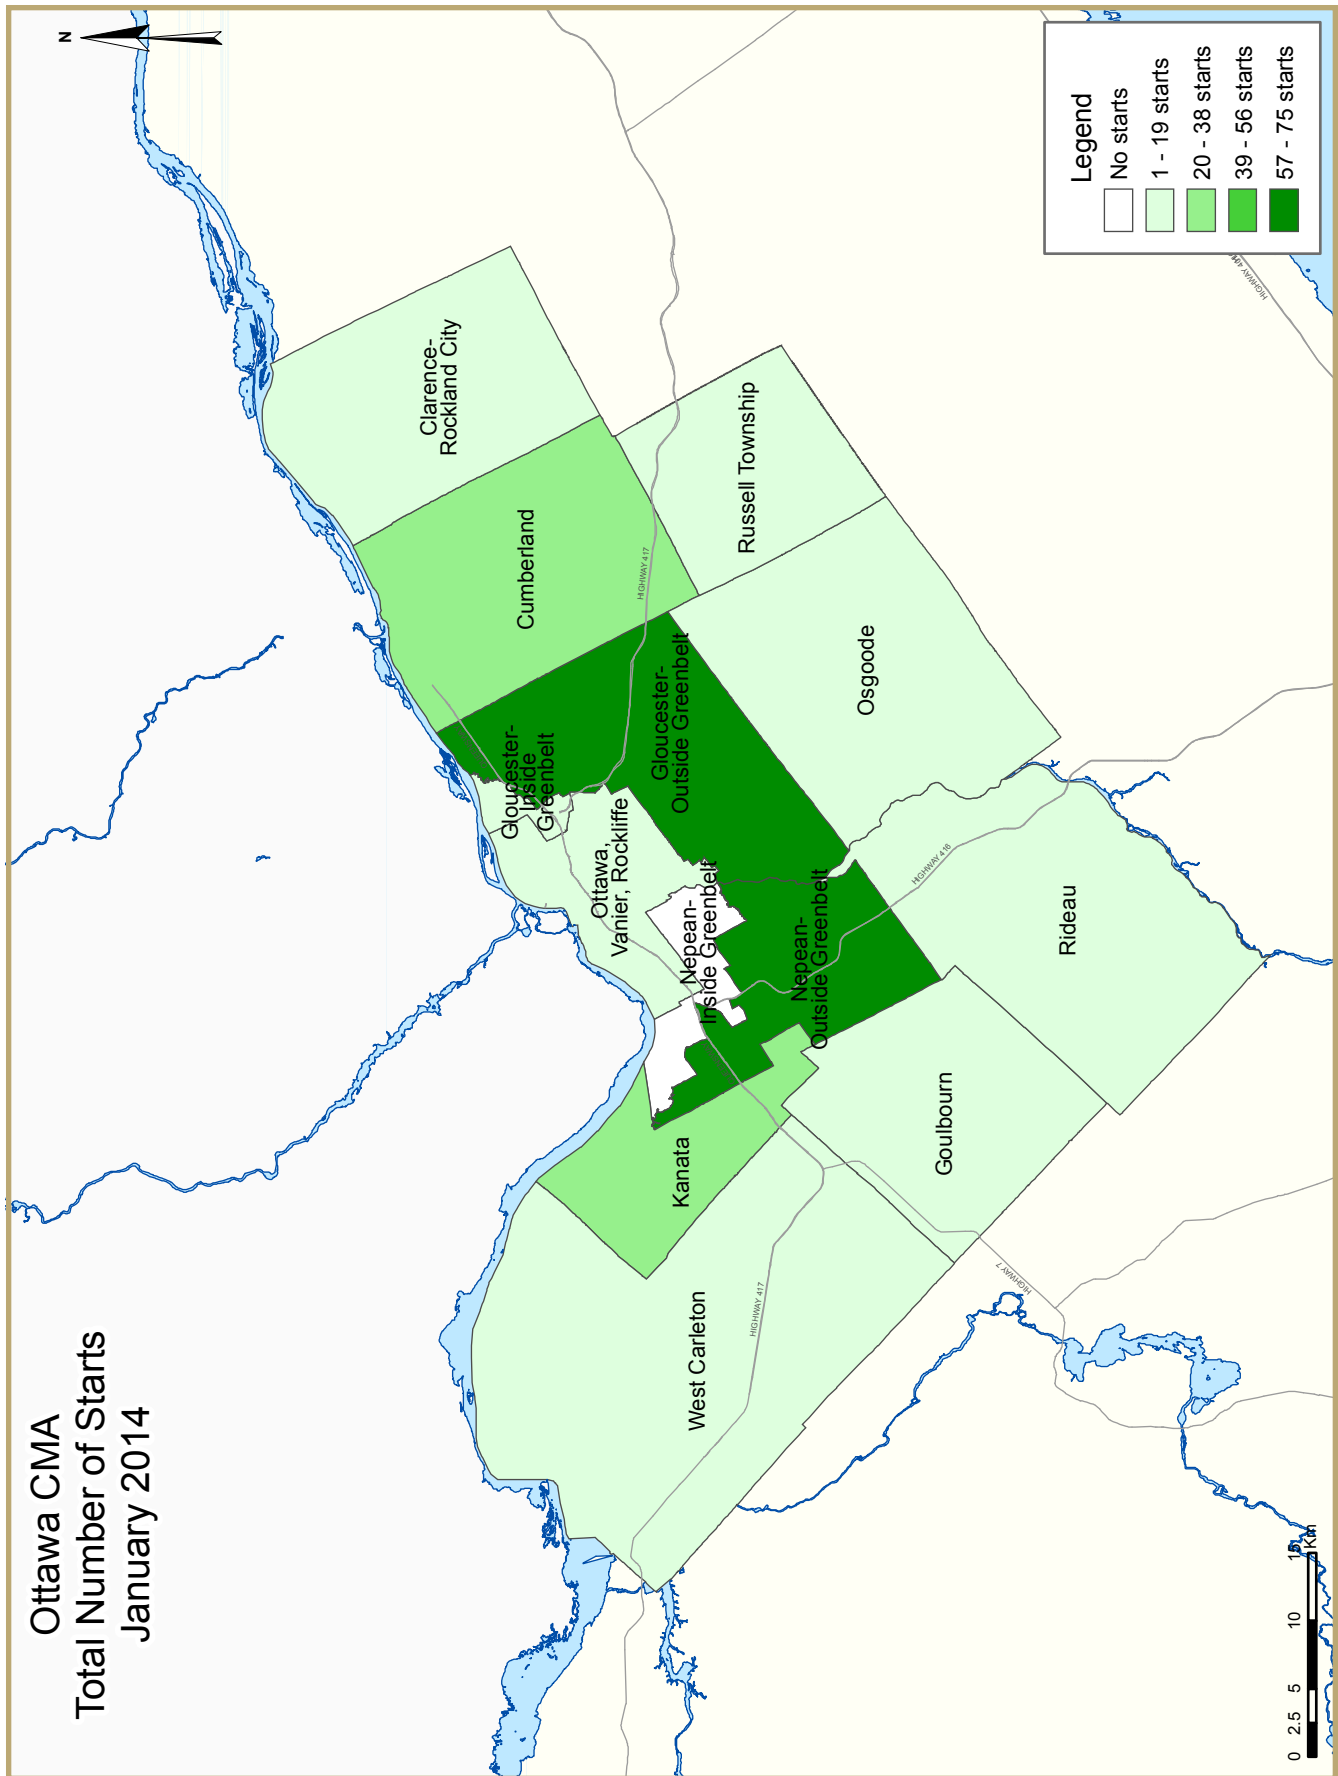 Ottawa CMA
Total Number of Starts
January 2014
N
Clarence-
Rockland City
Cumberland
Russell Township
HIGHWAY 417
Gloucester-
Inside
Greenbelt
Gloucester-
Outside Greenbelt
Osgoode
Ottawa,
Vanier, Rockliffe
Nepean-
Inside Greenbelt
Nepean-
Outside Greenbelt
HIGHWAY 416
Rideau
Kanata
Goulbourn
West Carleton
HIGHWAY 417
HIGHWAY 7
HIGHWAY 401
Legend
No starts
1 - 19 starts
20 - 38 starts
39 - 56 starts
57 - 75 starts
0 2.5 5 10 15
Km